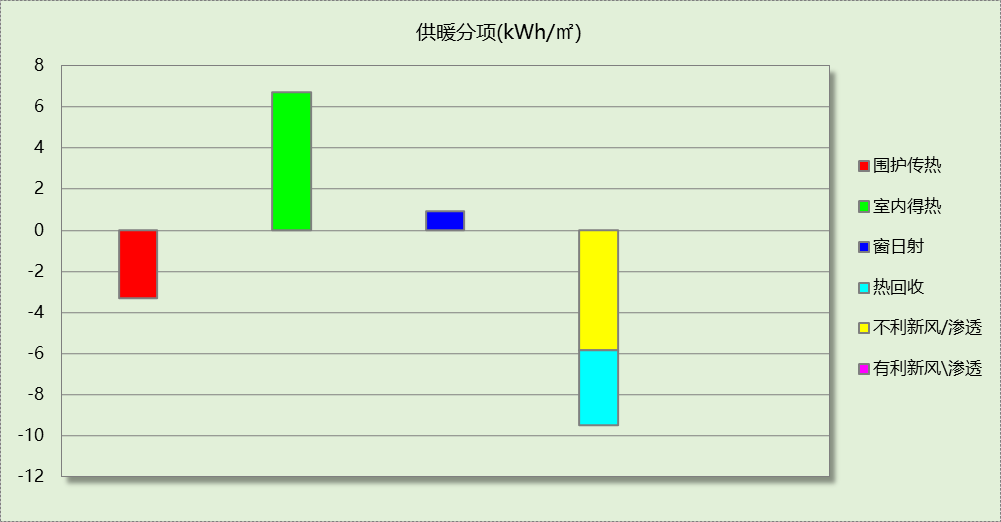 供暖分项(kWh/㎡)
8
6
4
2
0
-2
-4
-6
-8
-10
-12
围护传热
室内得热
窗日射
热回收
不利新风/渗透
有利新风\渗透